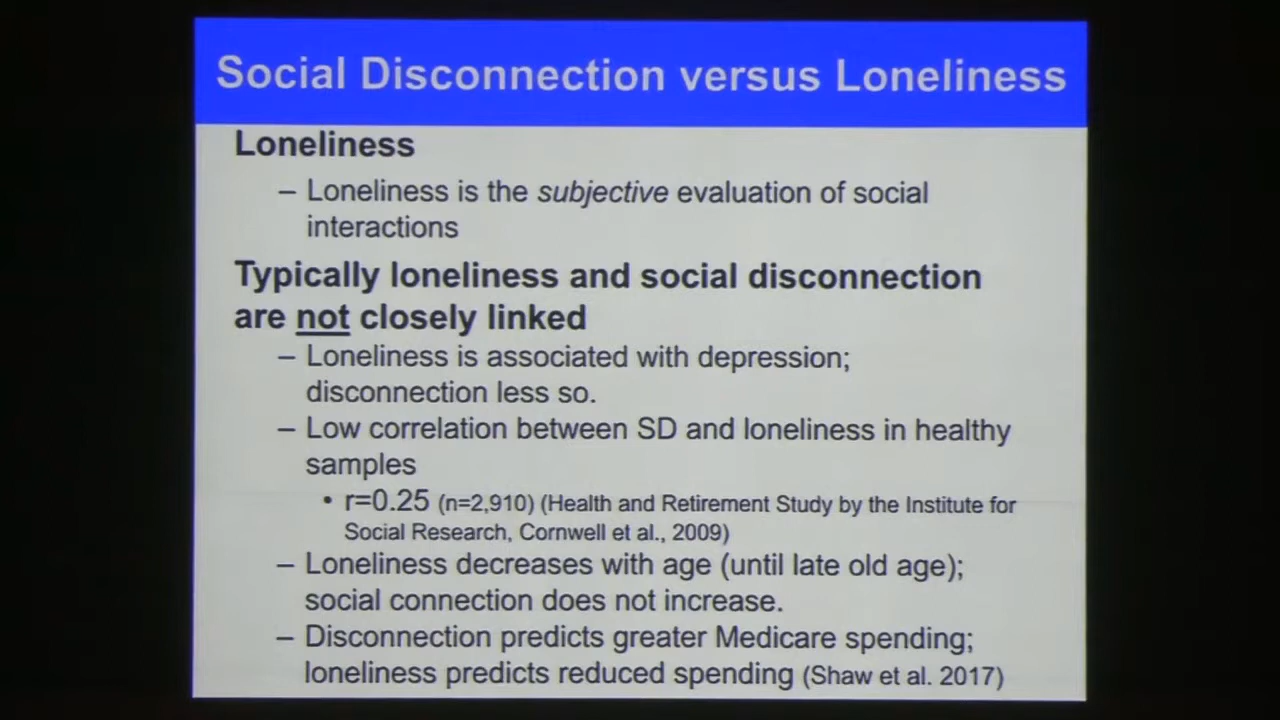 Social Disconnection versus Loneliness
Loneliness
– Loneliness is the subjective evaluation of social
interactions
Typically loneliness and social disconnection
are not closely linked
– Loneliness is associated with depression;
disconnection less so.
– Low correlation between SD and loneliness in healthy
samples
• r=0.25 (n=2,910) (Health and Retirement Study by the Institute for
Social Research, Cornwell et al., 2009)
– Loneliness decreases with age (until late old age);
social connection does not increase.
– Disconnection predicts greater Medicare spending;
loneliness predicts reduced spending (Shaw et al. 2017)